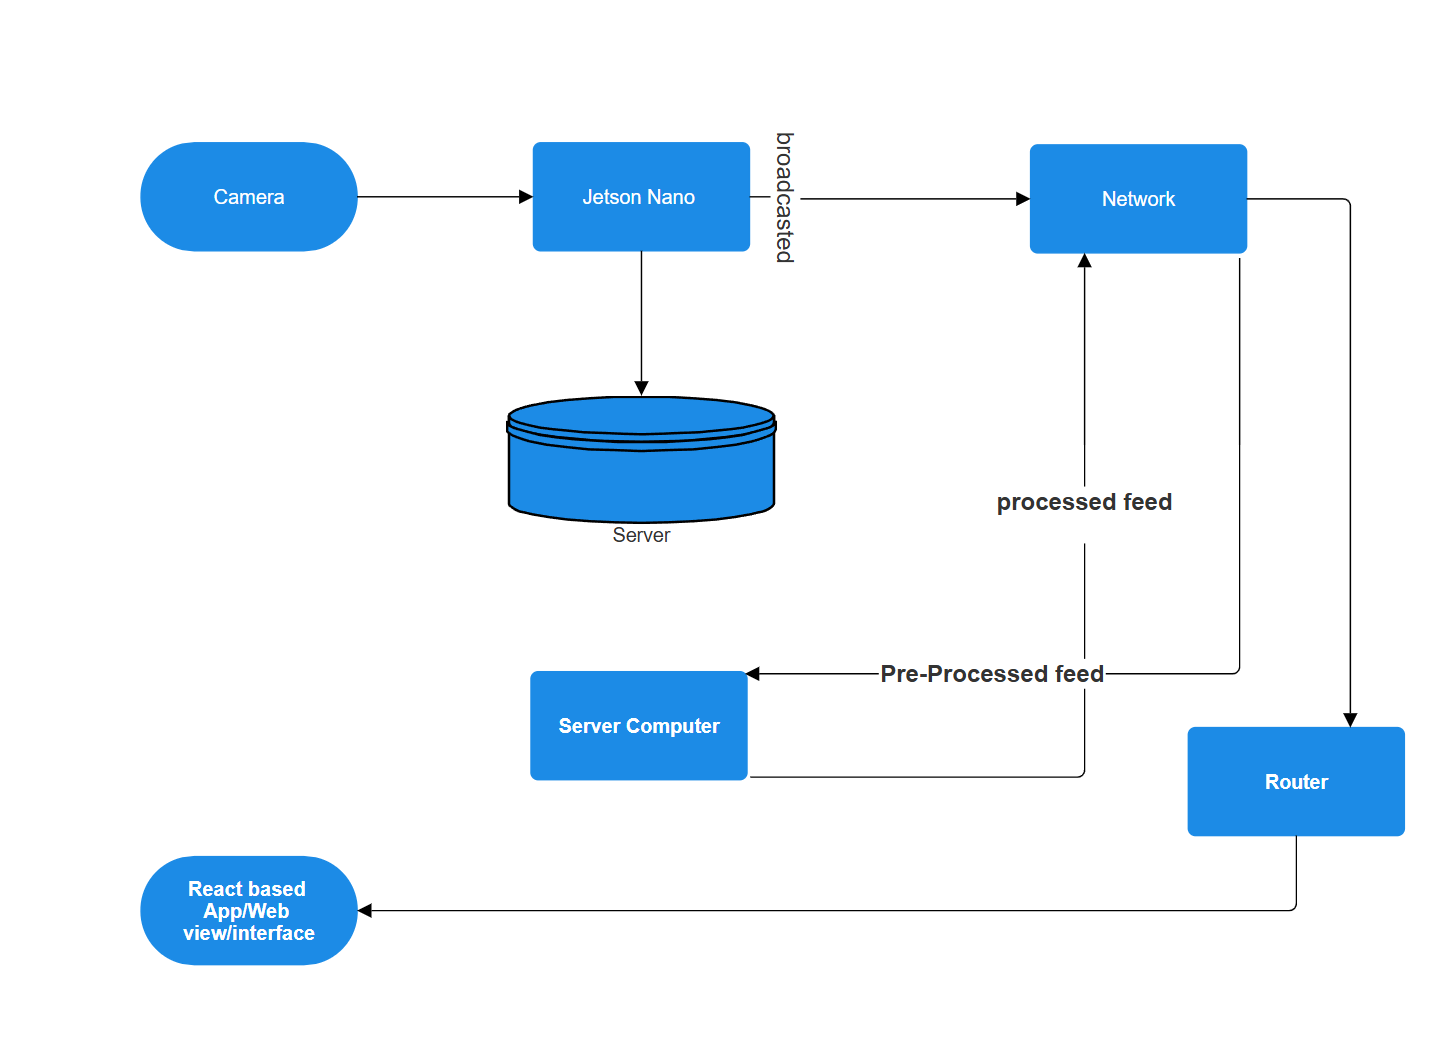 Camera
Jetson Nano
broadcasted
Network
Server
processed feed
Pre-Processed feed
Server Computer
Router
React based
App/Web
view/interface